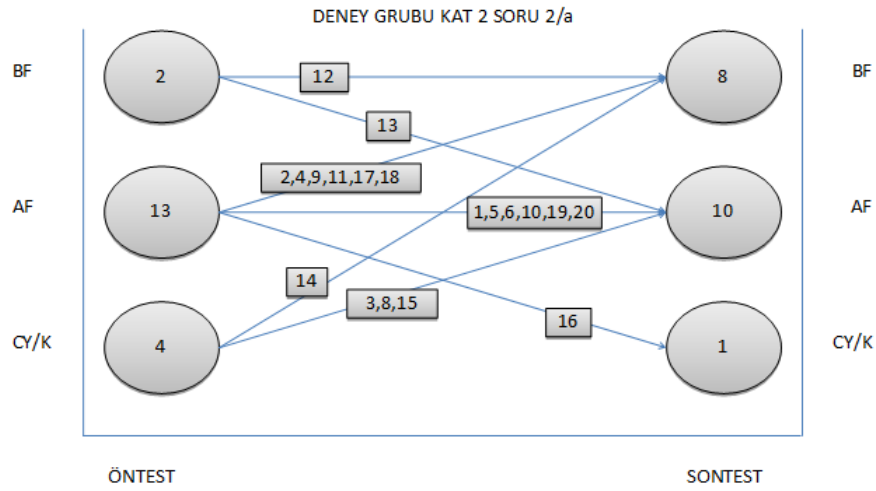 DENEY GRUBU KAT 2 SORU 2/a
BF 2 12 8 BF
13
2,4,9,11,17,18
AF 13 1,5,6,10,19,20 10 AF
14
3,8,15
16
CY/K 4 1 CY/K
ÖNTEST SONTEST